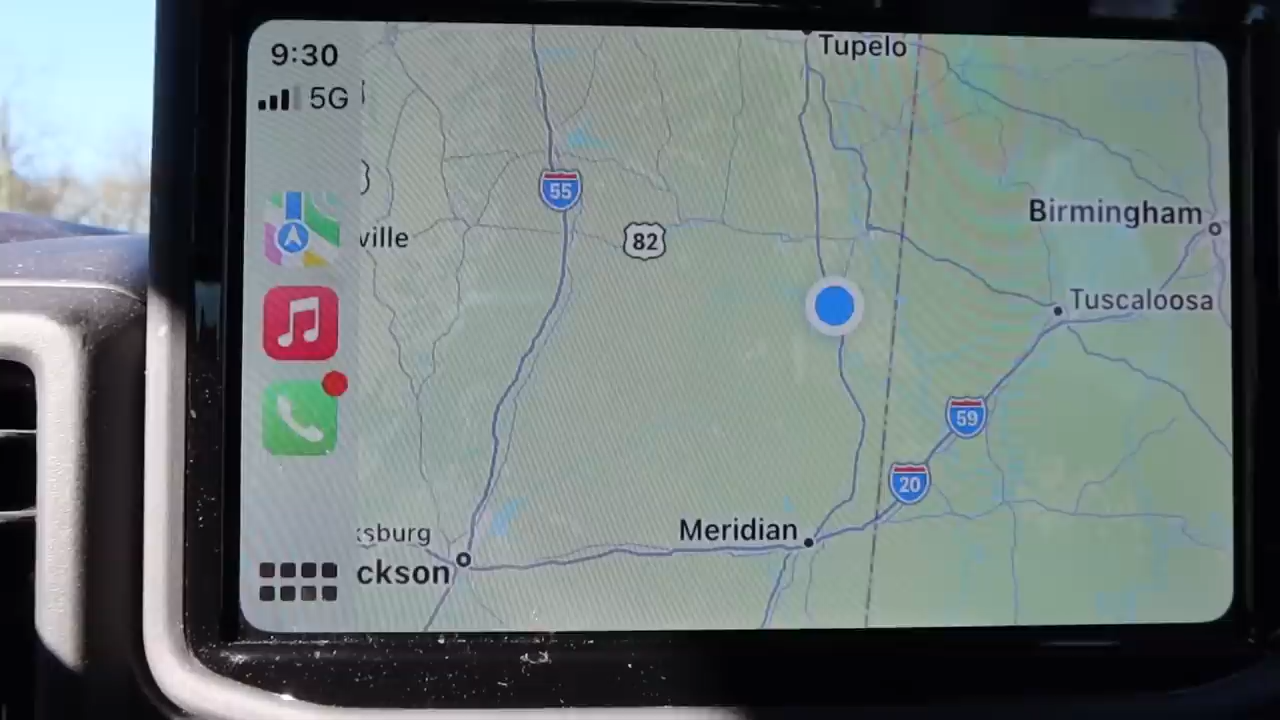 9:30
5G
Tupelo
55
82
Birmingham
ville
Tuscaloosa
59
20
Meridian
ksburg
ckson